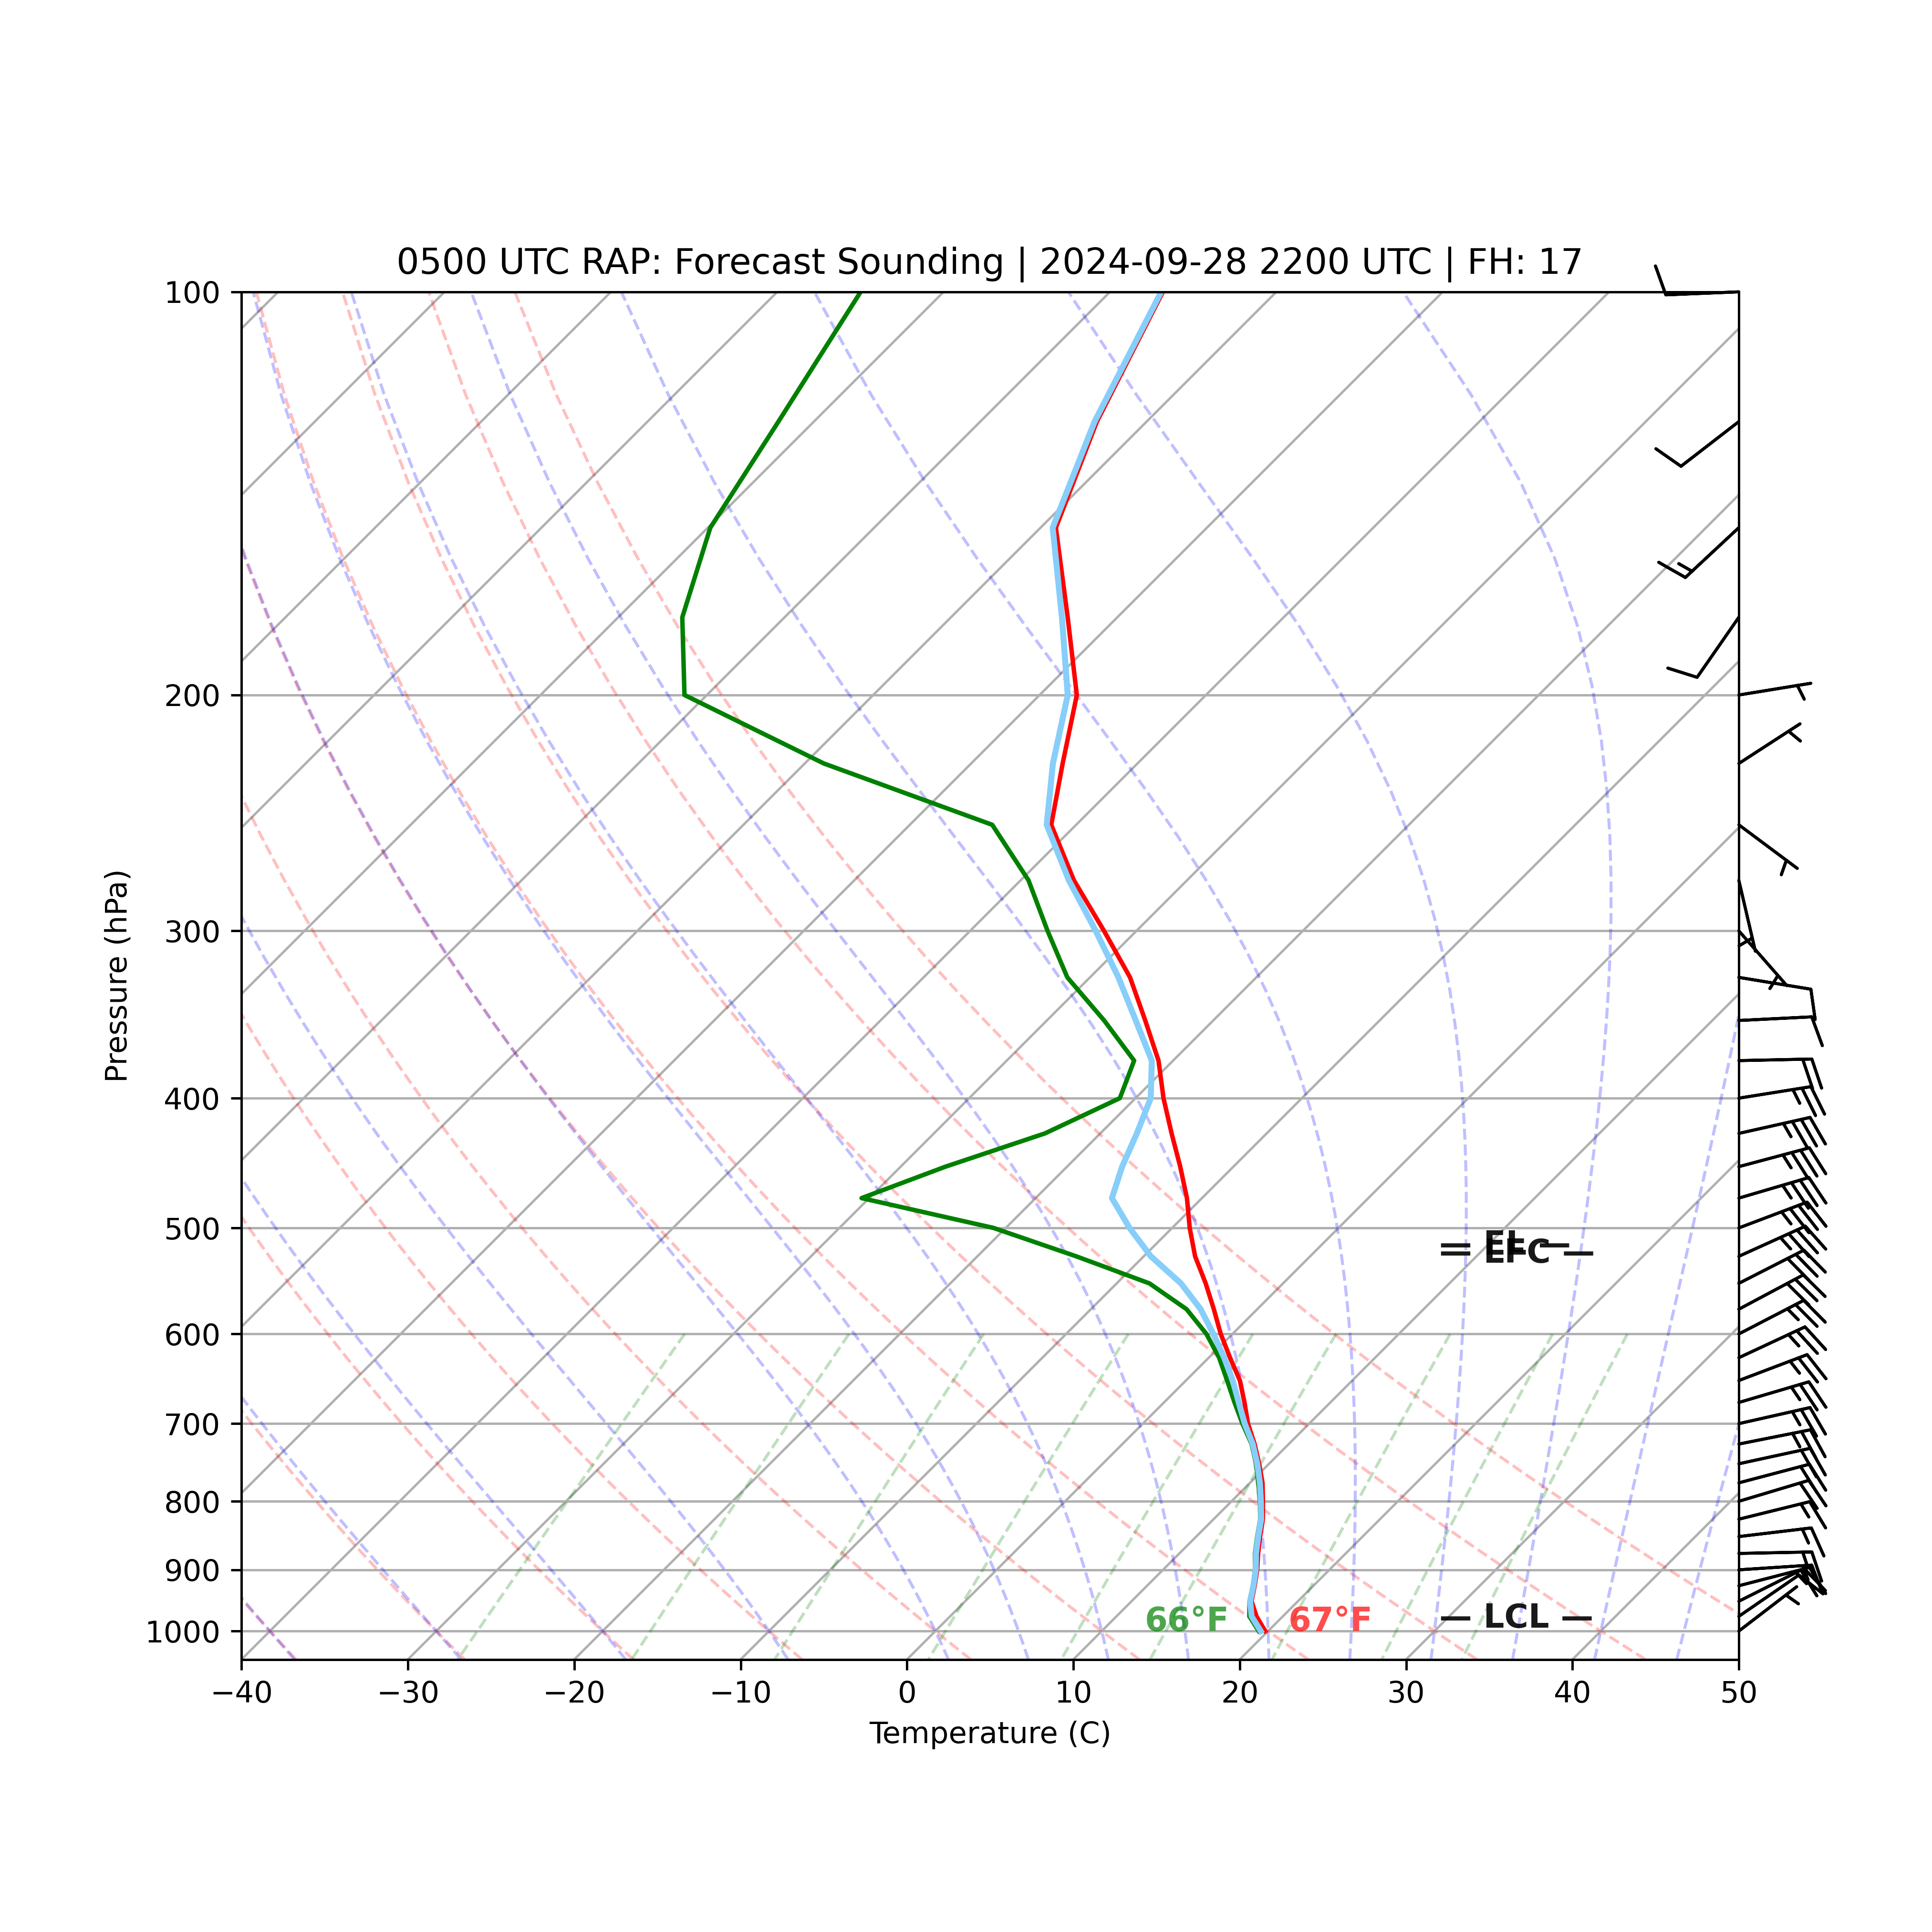 0500 UTC RAP: Forecast Sounding | 2024-09-28 2200 UTC | FH: 17
100
200
300
400
500
600
700
800
900
1000
Pressure (hPa)
— EL —
— LFC —
66°F 67°F — LCL —
−40 −30 −20 −10 0 10 20 30 40 50
Temperature (C)